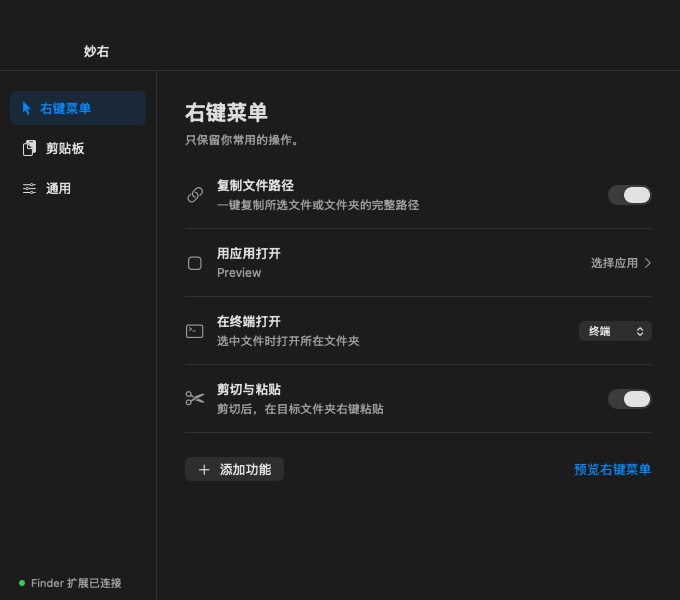 妙右
右键菜单
剪贴板
通用
右键菜单
只保留你常用的操作。
复制文件路径
一键复制所选文件或文件夹的完整路径
用应用打开
Preview
选择应用
在终端打开
选中文件时打开所在文件夹
终端
剪切与粘贴
剪切后，在目标文件夹右键粘贴
添加功能
预览右键菜单
Finder 扩展已连接